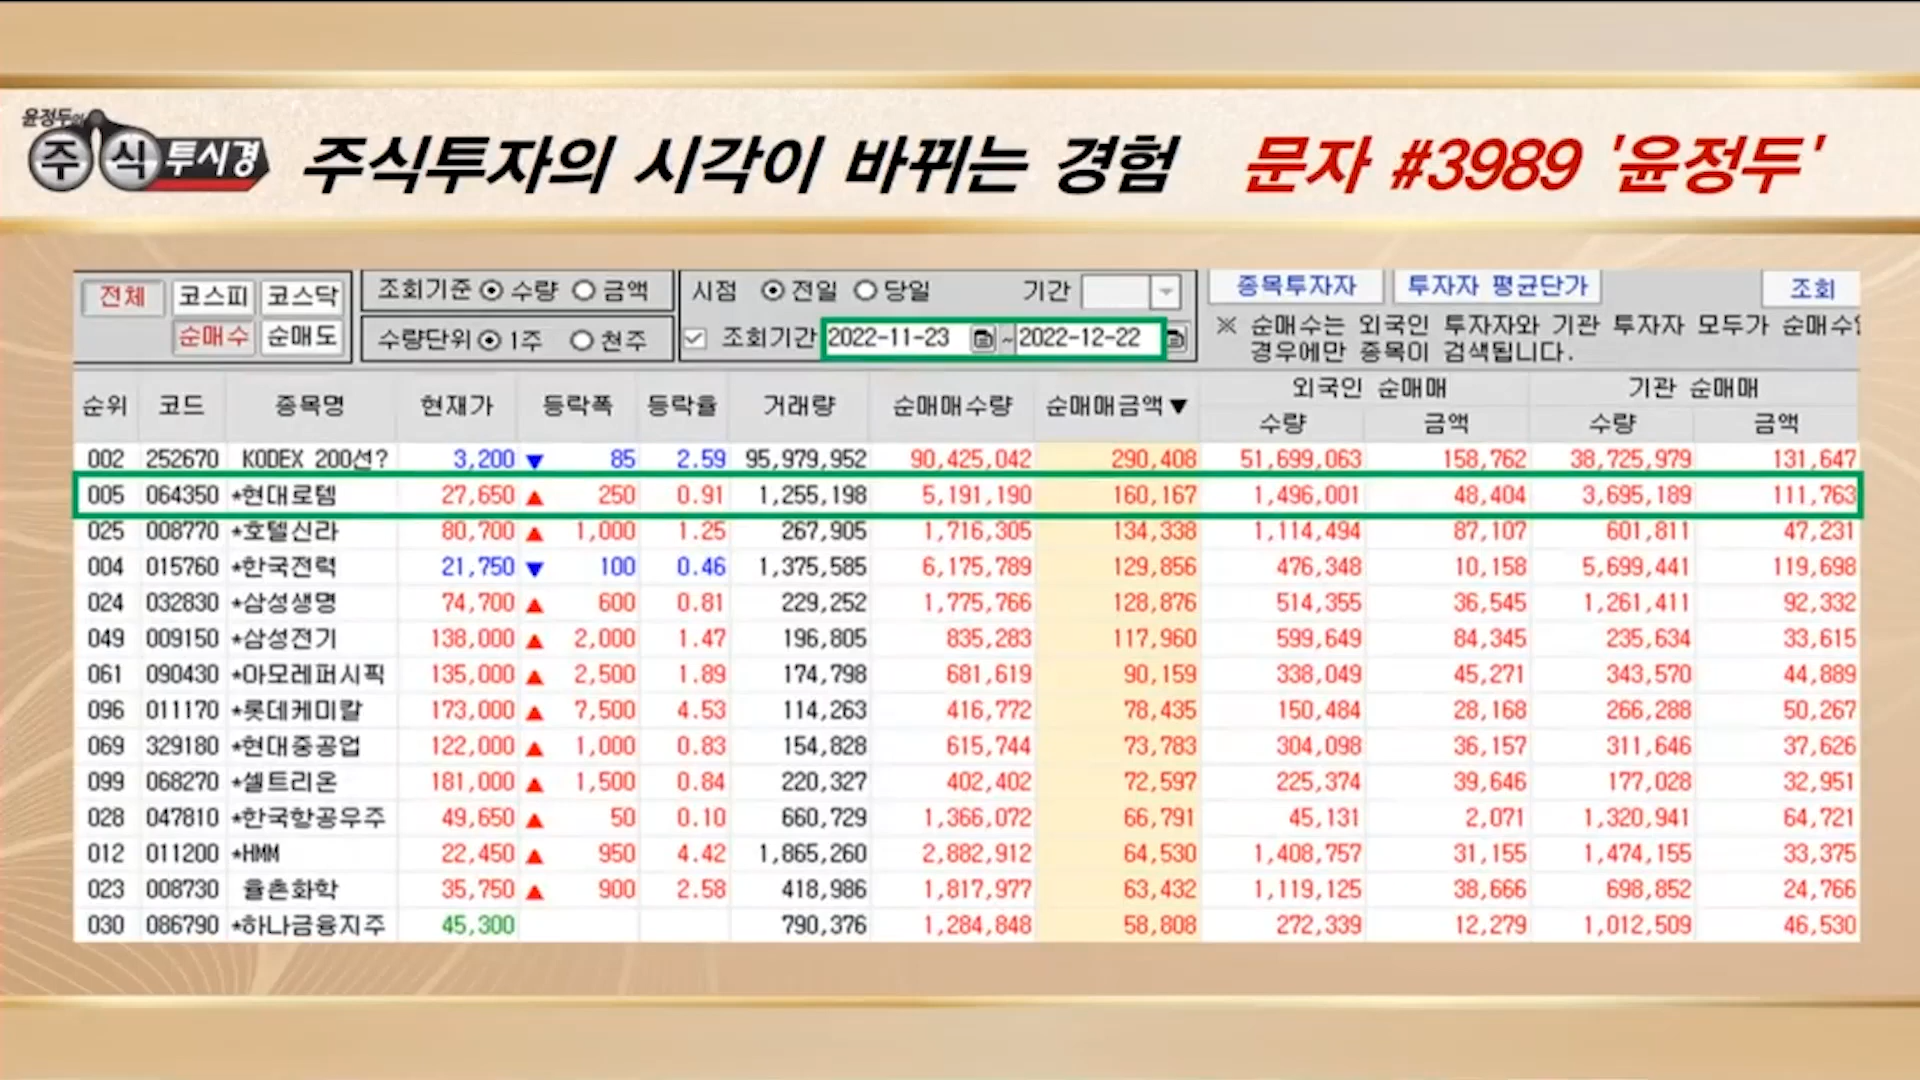 윤정두의
주식투시경
주식투자의 시각이 바뀌는 경험 문자 #3989 '윤정두'
전체 코스피 코스닥 조회기준 수량 금액 시점 전일 당일 기간 종목투자자 투자자 평균단가 조회
순매수 순매도 수량단위 1주 천주 조회기간 2022-11-23 ~ 2022-12-22 ※ 순매수는 외국인 투자자와 기관 투자자 모두가 순매수일
경우에만 종목이 검색됩니다.
순위 코드 종목명 현재가 등락폭 등락율 거래량 순매매수량 순매매금액▼ 외국인 순매매 기관 순매매
수량 금액 수량 금액
002 252670 KODEX 200선? 3,200 ▼ 85 2.59 95,979,952 90,425,042 290,408 51,699,063 158,762 38,725,979 131,647
005 064350 *현대로템 27,650 ▲ 250 0.91 1,255,198 5,191,190 160,167 1,496,001 48,404 3,695,189 111,763
025 008770 *호텔신라 80,700 ▲ 1,000 1.25 267,905 1,716,305 134,338 1,114,494 87,107 601,811 47,231
004 015760 *한국전력 21,750 ▼ 100 0.46 1,375,585 6,175,789 129,856 476,348 10,158 5,699,441 119,698
024 032830 *삼성생명 74,700 ▲ 600 0.81 229,252 1,775,766 128,876 514,355 36,545 1,261,411 92,332
049 009150 *삼성전기 138,000 ▲ 2,000 1.47 196,805 835,283 117,960 599,649 84,345 235,634 33,615
061 090430 *아모레퍼시픽 135,000 ▲ 2,500 1.89 174,798 681,619 90,159 338,049 45,271 343,570 44,889
096 011170 *롯데케미칼 173,000 ▲ 7,500 4.53 114,263 416,772 78,435 150,484 28,168 266,288 50,267
069 329180 *현대중공업 122,000 ▲ 1,000 0.83 154,828 615,744 73,783 304,098 36,157 311,646 37,626
099 068270 *셀트리온 181,000 ▲ 1,500 0.84 220,327 402,402 72,597 225,374 39,646 177,028 32,951
028 047810 *한국항공우주 49,650 ▲ 50 0.10 660,729 1,366,072 66,791 45,131 2,071 1,320,941 64,721
012 011200 *HMM 22,450 ▲ 950 4.42 1,865,260 2,882,912 64,530 1,408,757 31,155 1,474,155 33,375
023 008730 율촌화학 35,750 ▲ 900 2.58 418,986 1,817,977 63,432 1,119,125 38,666 698,852 24,766
030 086790 *하나금융지주 45,300 790,376 1,284,848 58,808 272,339 12,279 1,012,509 46,530